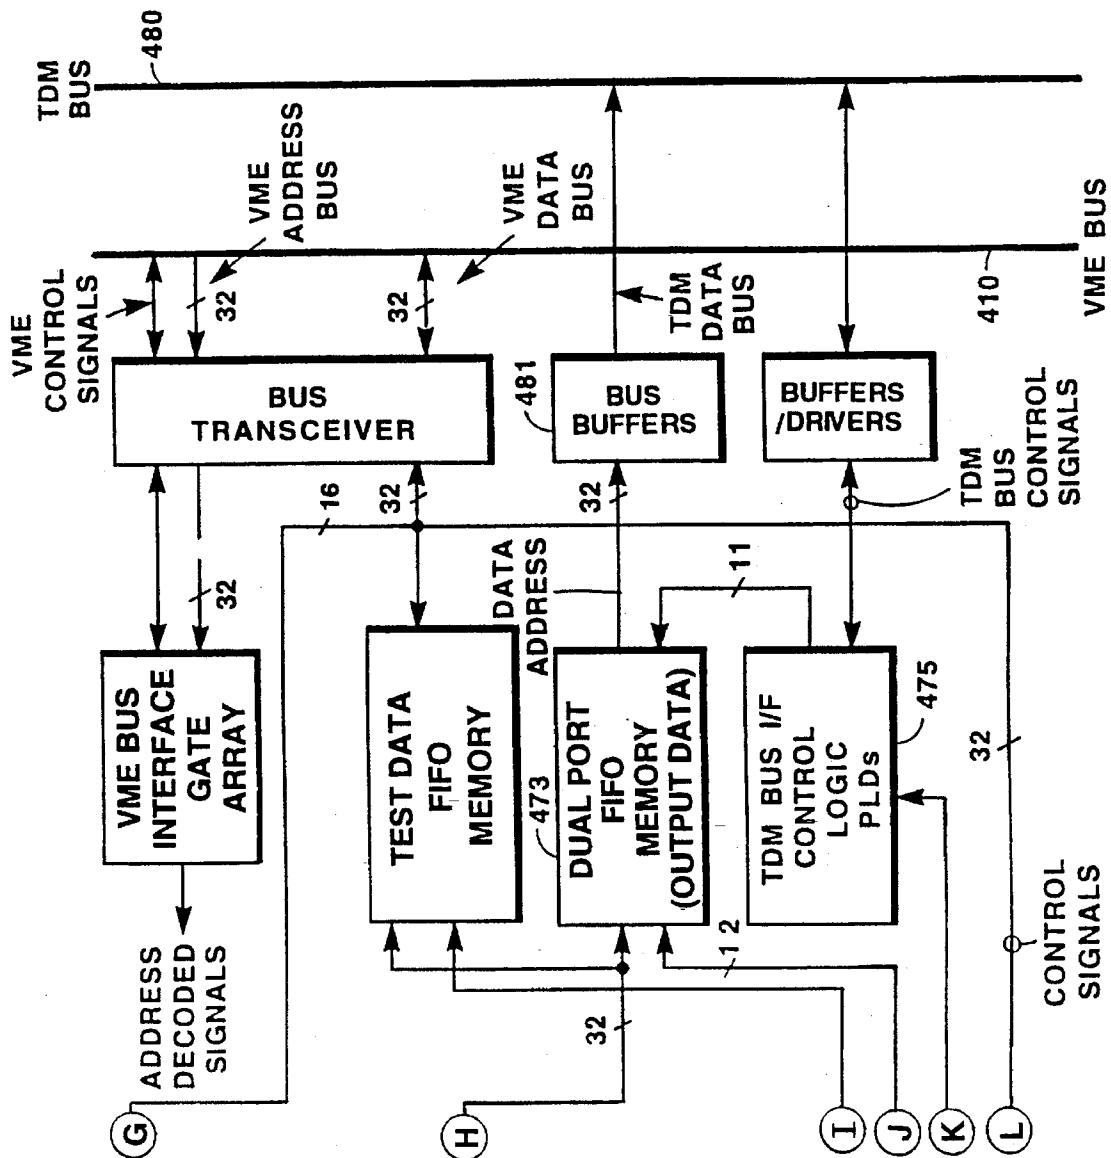 TDM
BUS
480
VME
ADDRESS
BUS
VME
DATA
BUS
VME
CONTROL
SIGNALS
32
32
TDM
DATA
BUS
410
VME BUS
BUS
TRANSCEIVER
481
BUS
BUFFERS
BUFFERS
/DRIVERS
TDM
BUS
CONTROL
SIGNALS
16
32
32
32
DATA
ADDRESS
11
VME BUS
INTERFACE
GATE
ARRAY
TEST DATA
FIFO
MEMORY
473
DUAL PORT
FIFO
MEMORY
(OUTPUT DATA)
TDM BUS I/F
CONTROL
LOGIC
PLDs
475
32
ADDRESS
DECODED
SIGNALS
12
32
CONTROL
SIGNALS
G
H
I
J
K
L